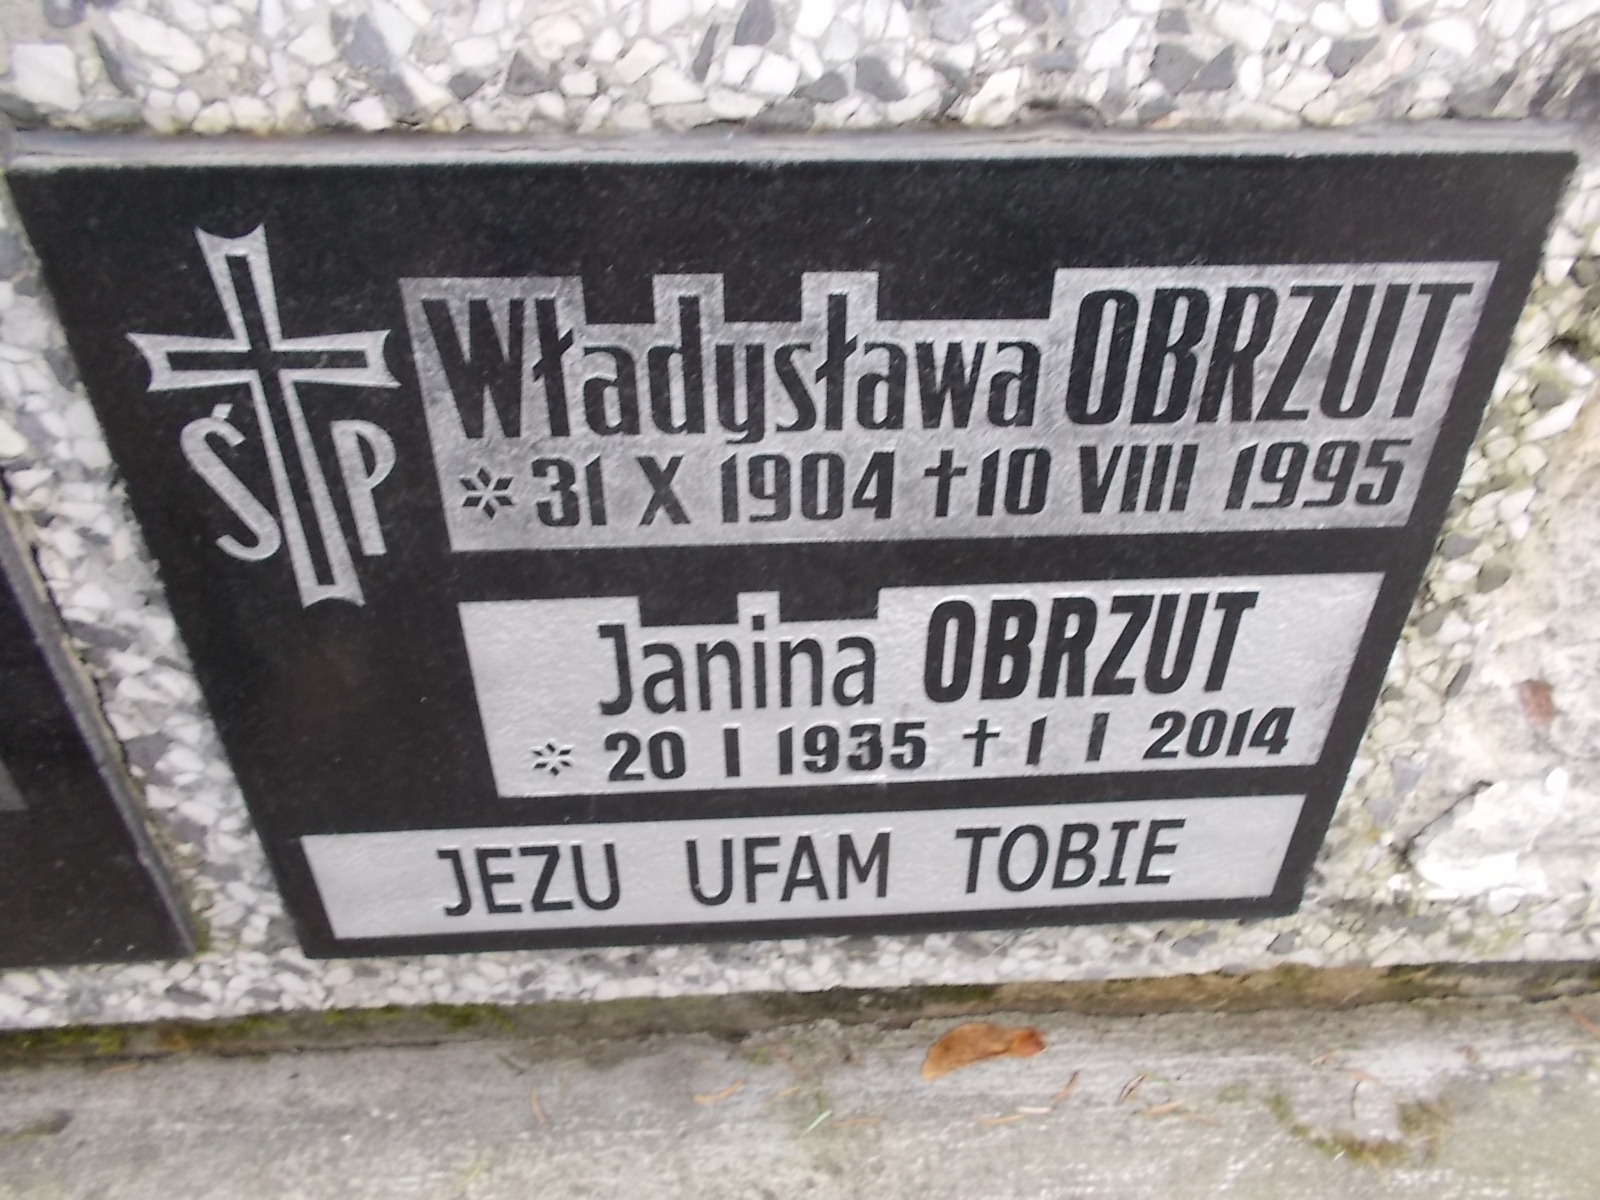 ŚP
Władysława OBRZUT
* 31 X 1904 † 10 VIII 1995
Janina OBRZUT
* 20 I 1935 † 1 I 2014
JEZU UFAM TOBIE